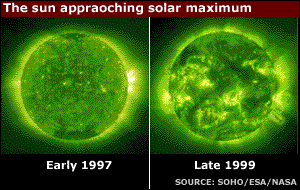 The sun appraoching solar maximum
Early 1997
Late 1999
SOURCE: SOHO/ESA/NASA